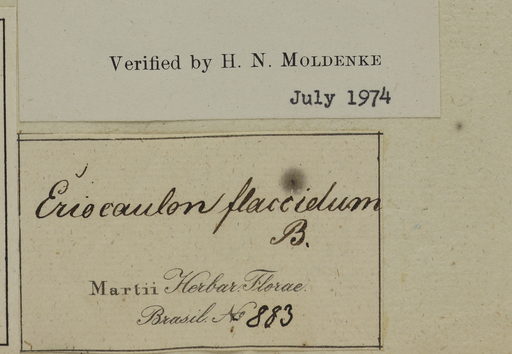 Verified by H. N. MOLDENKE
July 1974
Eriocaulon flaccidum
B.
Martii Herbar. Florae
Brasil. No 883